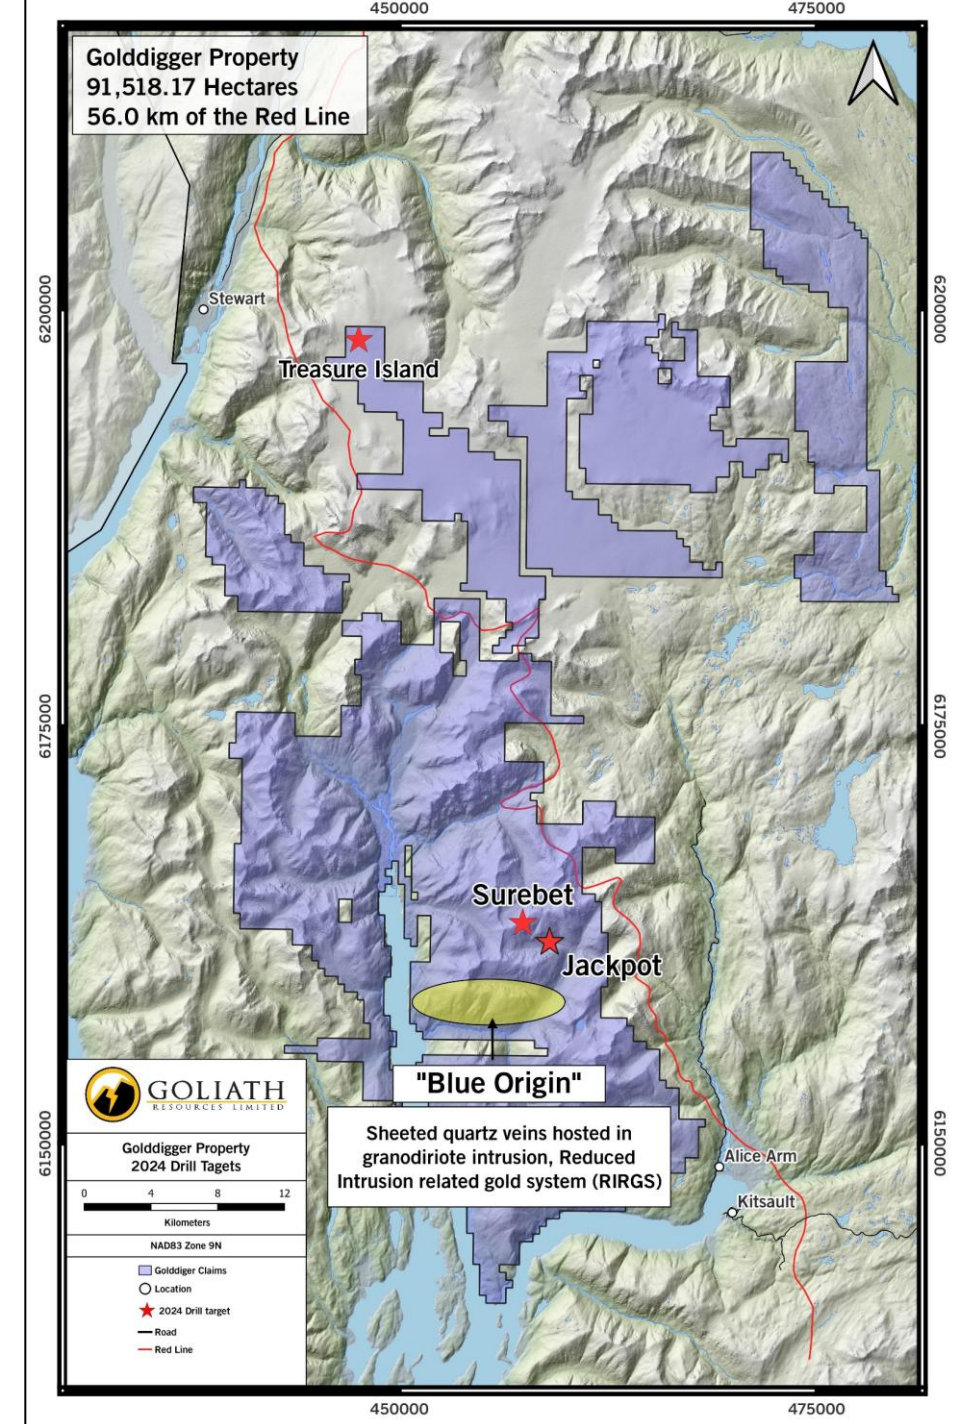 450000
475000
Golddigger Property
91,518.17 Hectares
56.0 km of the Red Line
6200000
6200000
Stewart
Treasure Island
6175000
6175000
Surebet
Jackpot
"Blue Origin"
Sheeted quartz veins hosted in
granodiriote intrusion, Reduced
Intrusion related gold system (RIRGS)
6150000
6150000
Alice Arm
Kitsault
GOLIATH
RESOURCES LIMITED
Golddigger Property
2024 Drill Tagets
0 4 8 12
Kilometers
NAD83 Zone 9N
Golddiger Claims
Location
2024 Drill target
Road
Red Line
450000
475000